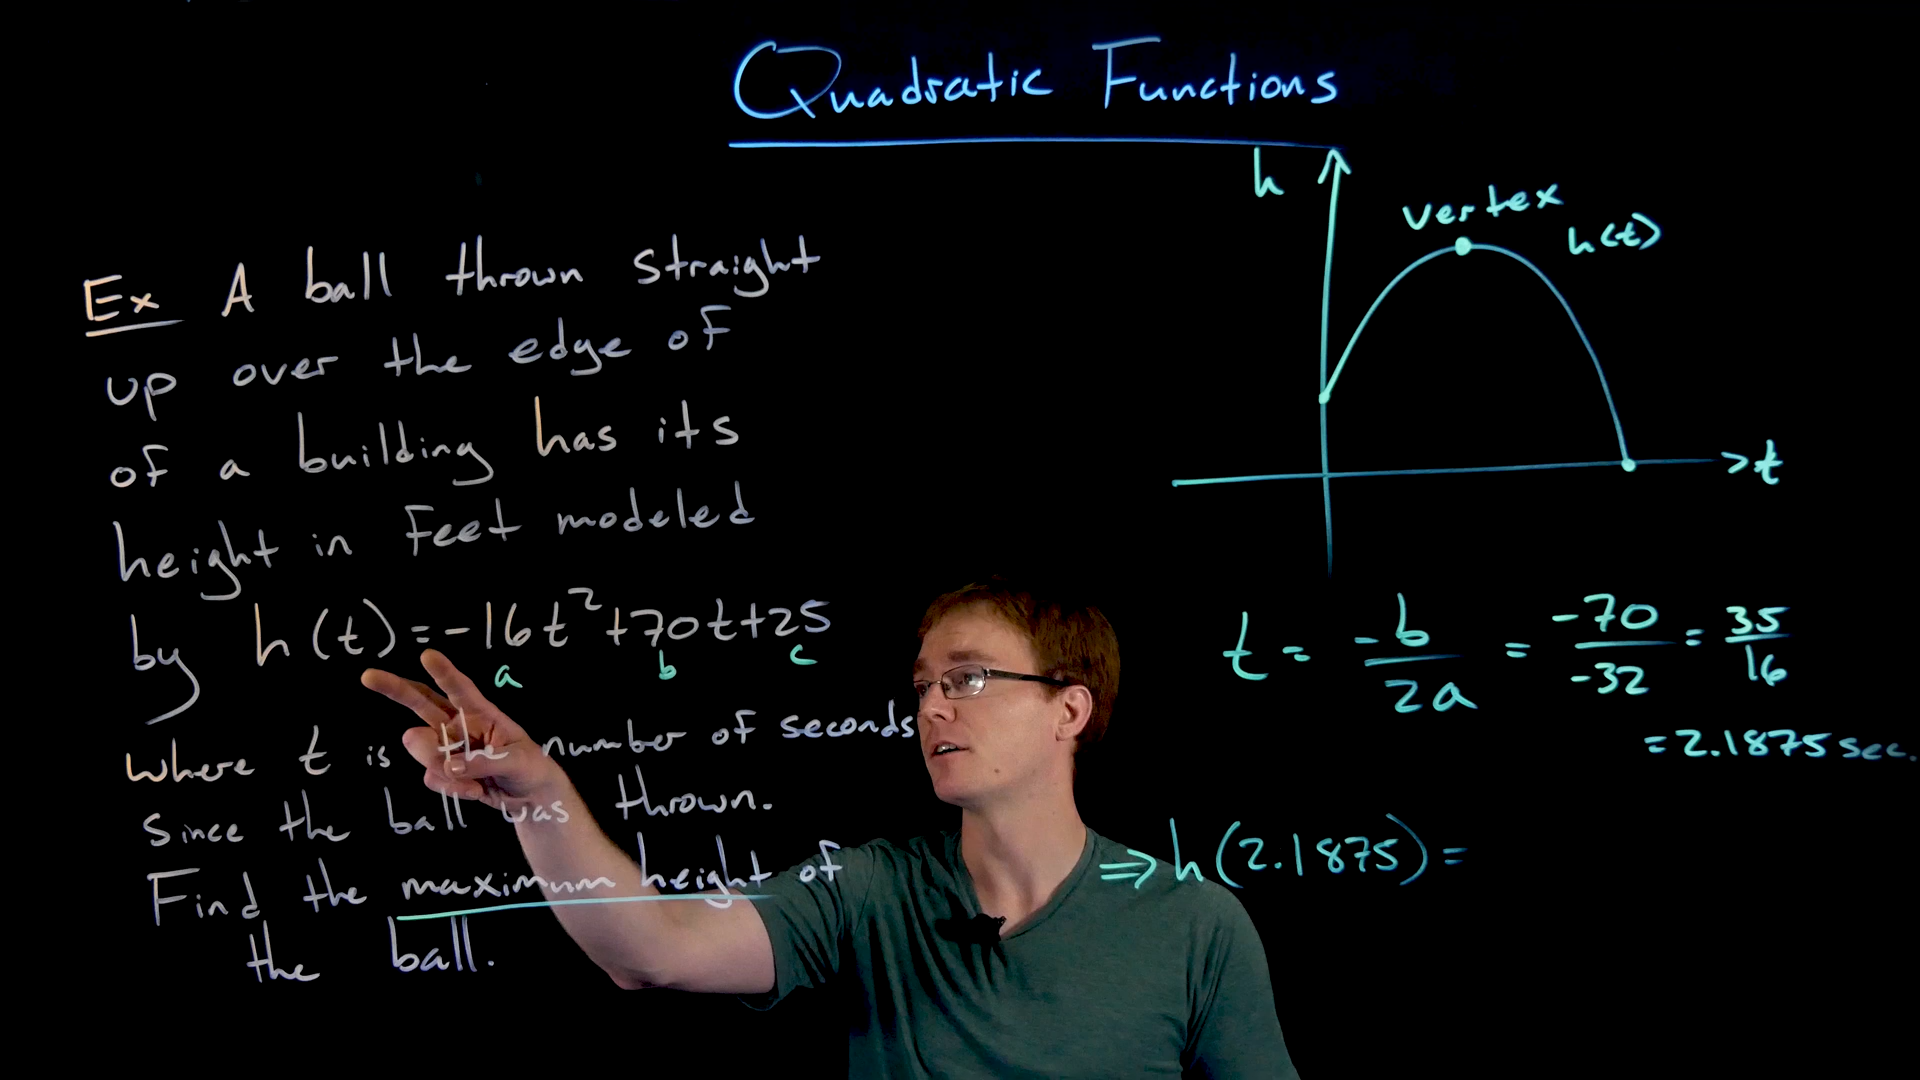 Quadratic Functions
Ex A ball thrown straight
up over the edge of
of a building has its
height in feet modeled
by h(t)=-16t²+70t+25
a b c
where t is the number of seconds
since the ball was thrown.
Find the maximum height of
the ball.
h
vertex
h(t)
t
t = -b/2a = -70/-32 = 35/16
= 2.1875 sec.
⇒ h(2.1875) =